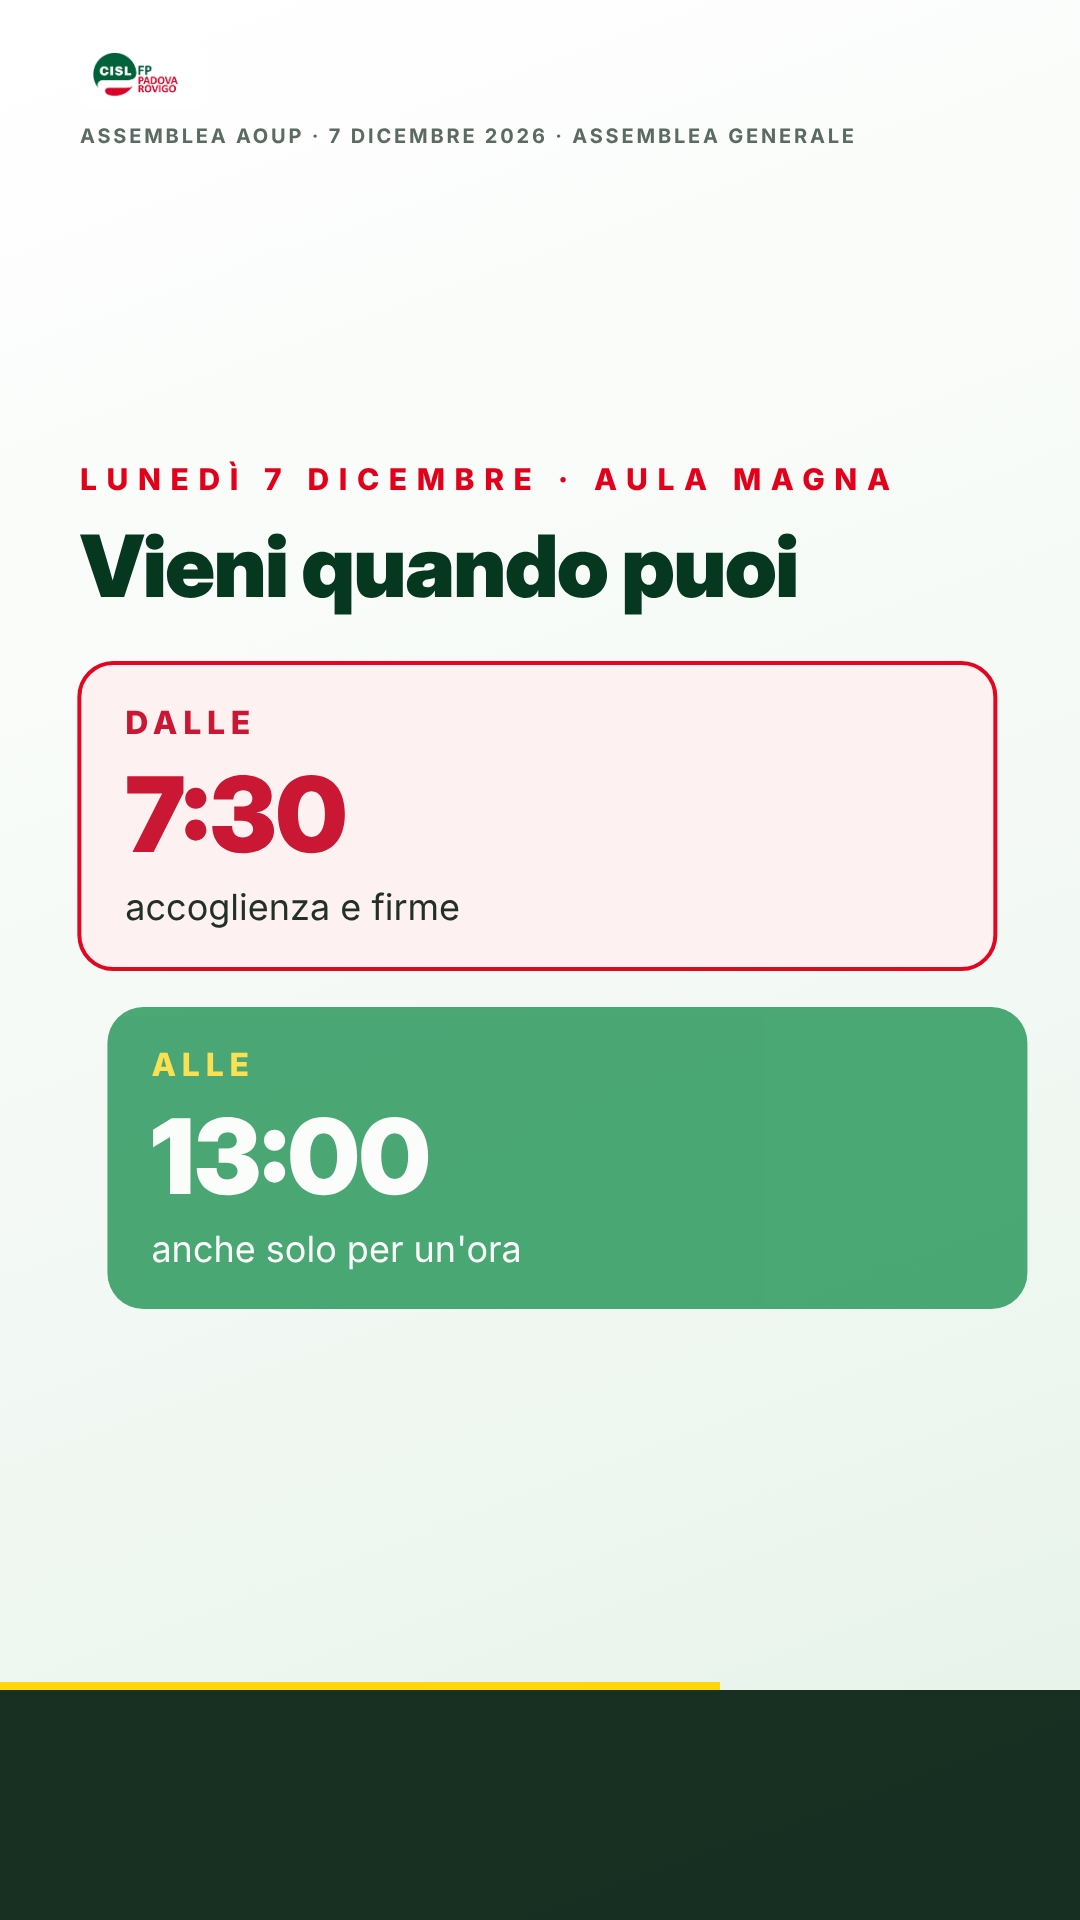 CISL FP
PADOVA
ROVIGO
ASSEMBLEA AOUP · 7 DICEMBRE 2026 · ASSEMBLEA GENERALE
LUNEDÌ 7 DICEMBRE · AULA MAGNA
Vieni quando puoi
DALLE
7:30
accoglienza e firme
ALLE
13:00
anche solo per un'ora